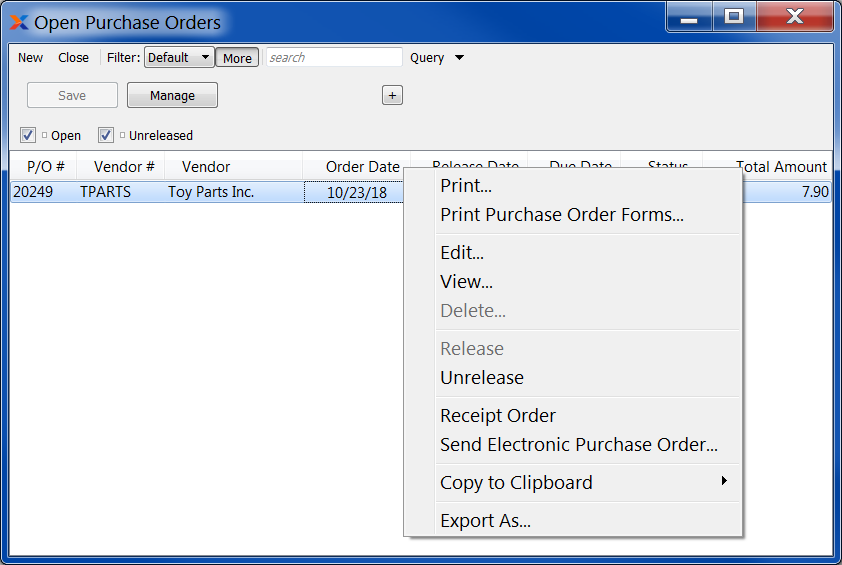 Open Purchase Orders
New Close Filter: Default More search Query
Save Manage +
Open Unreleased
P/O # Vendor # Vendor Order Date Release Date Due Date Status Total Amount
20249 TPARTS Toy Parts Inc. 10/23/18 7.90
Print...
Print Purchase Order Forms...
Edit...
View...
Delete...
Release
Unrelease
Receipt Order
Send Electronic Purchase Order...
Copy to Clipboard
Export As...